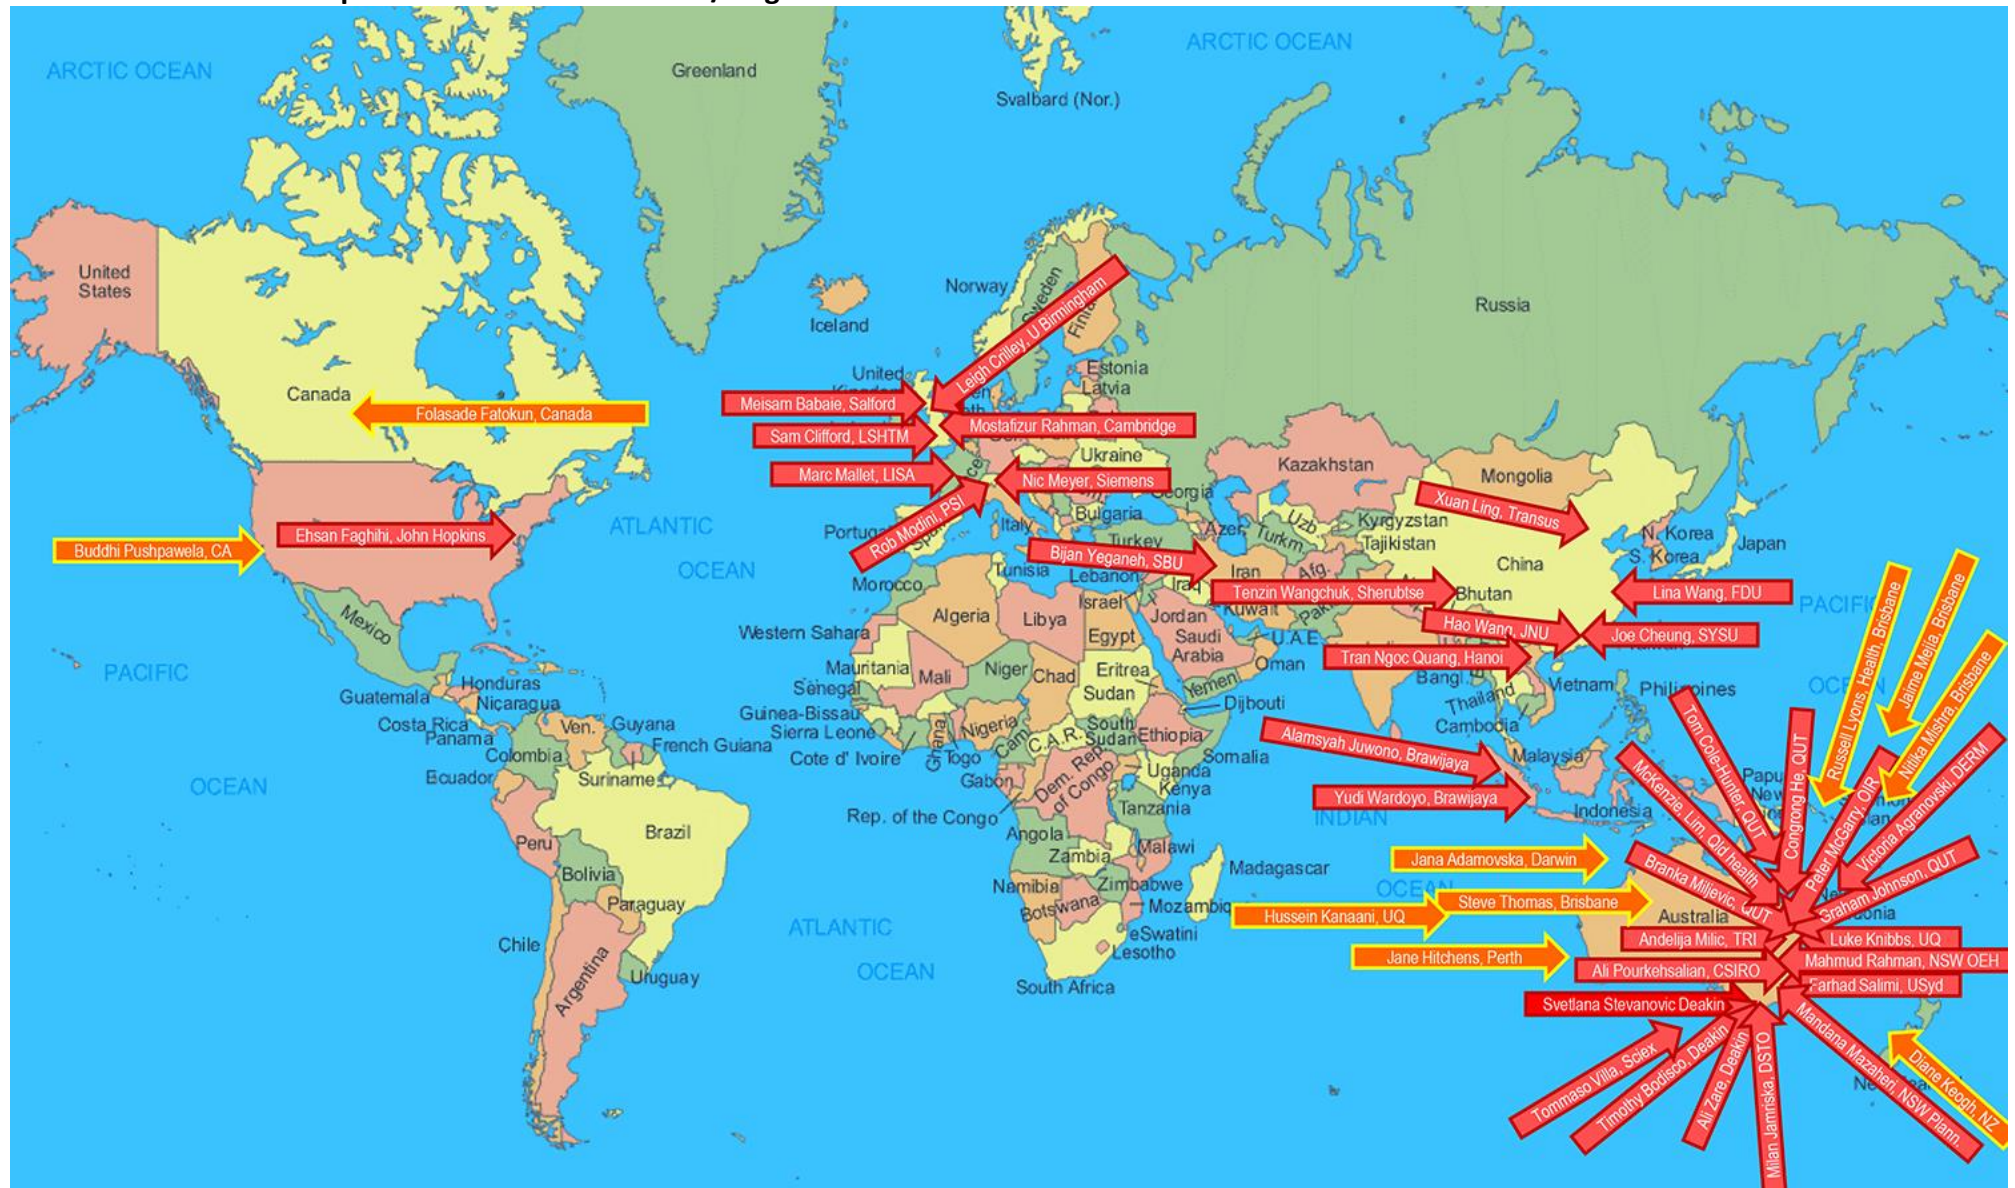 ARCTIC OCEAN
ARCTIC OCEAN
Greenland
Svalbard (Nor.)
United
States
Canada
Iceland
Norway
Sweden
Russia
Estonia
Latvia
United
Leigh Crilley, U Birmingham
Meisam Babaie, Salford
Folasade Fatokun, Canada
Mostafizur Rahman, Cambridge
Sam Clifford, LSHTM
Ukraine
Kazakhstan
Mongolia
Marc Mallet, LISA
Nic Meyer, Siemens
Xuan Ling, Transus
Georgia
Rob Modini, PSI
Italy
Bulgaria
Uzb.
Kyrgyzstan
Tajikistan
Turkm.
Azer.
Turkey
N. Korea
S. Korea
Japan
China
ATLANTIC
OCEAN
Ehsan Faghihi, John Hopkins
Buddhi Pushpawela, CA
Bijan Yeganeh, SBU
Iran
Afg.
Morocco
Tunisia
Lebanon
Iraq
Israel
Tenzin Wangchuk, Sherubtse
Bhutan
Lina Wang, FDU
PACIFIC
OCEAN
Mexico
Algeria
Libya
Egypt
Jordan
Kuwait
Saudi
Arabia
U.A.E
Oman
Hao Wang, JNU
Joe Cheung, SYSU
Tran Ngoc Quang, Hanoi
Western Sahara
Mauritania
Mali
Niger
Chad
Eritrea
Sudan
Yemen
Djibouti
Bangl.
Thailand
Vietnam
Cambodia
Philippines
PACIFIC
OCEAN
Guatemala
Honduras
Nicaragua
Costa Rica
Panama
Ven.
Guyana
French Guiana
Colombia
Suriname
Ecuador
Senegal
Guinea-Bissau
Sierra Leone
Cote d' Ivoire
Ghana
Togo
Nigeria
Cam.
C.A.R.
South
Sudan
Ethiopia
Somalia
Gabon
Rep. of the Congo
Dem. Rep.
of Congo
Uganda
Kenya
Tanzania
Alamsyah Juwono, Brawijaya
Yudi Wardoyo, Brawijaya
Malaysia
Indonesia
INDIAN
OCEAN
Russell Lyons, Health, Brisbane
Jaime Mejia, Brisbane
Nitika Mishra, Brisbane
Tom Cole-Hunter, QUT
Congrong He, QUT
McKenzie, Lim, Qld health
Peter McGarry, OIR
Victoria Agranovski, DERM
Branka Miljevic, QUT
Graham Johnson, QUT
Peru
Brazil
Bolivia
Paraguay
Chile
Argentina
Uruguay
Angola
Zambia
Malawi
Namibia
Botswana
Zimbabwe
Madagascar
eSwatini
Lesotho
South Africa
ATLANTIC
OCEAN
Jana Adamovska, Darwin
Steve Thomas, Brisbane
Hussein Kanaani, UQ
Jane Hitchens, Perth
Australia
Andelija Milic, TRI
Luke Knibbs, UQ
Ali Pourkehsalian, CSIRO
Mahmud Rahman, NSW OEH
Farhad Salimi, USyd
Svetlana Stevanovic Deakin
Tommaso Villa, Sciex
Timothy Bodisco, Deakin
Ali Zare, Deakin
Milan Jamriska, DSTO
Mandana Mazaheri, NSW Plann.
Diane Keogh, NZ